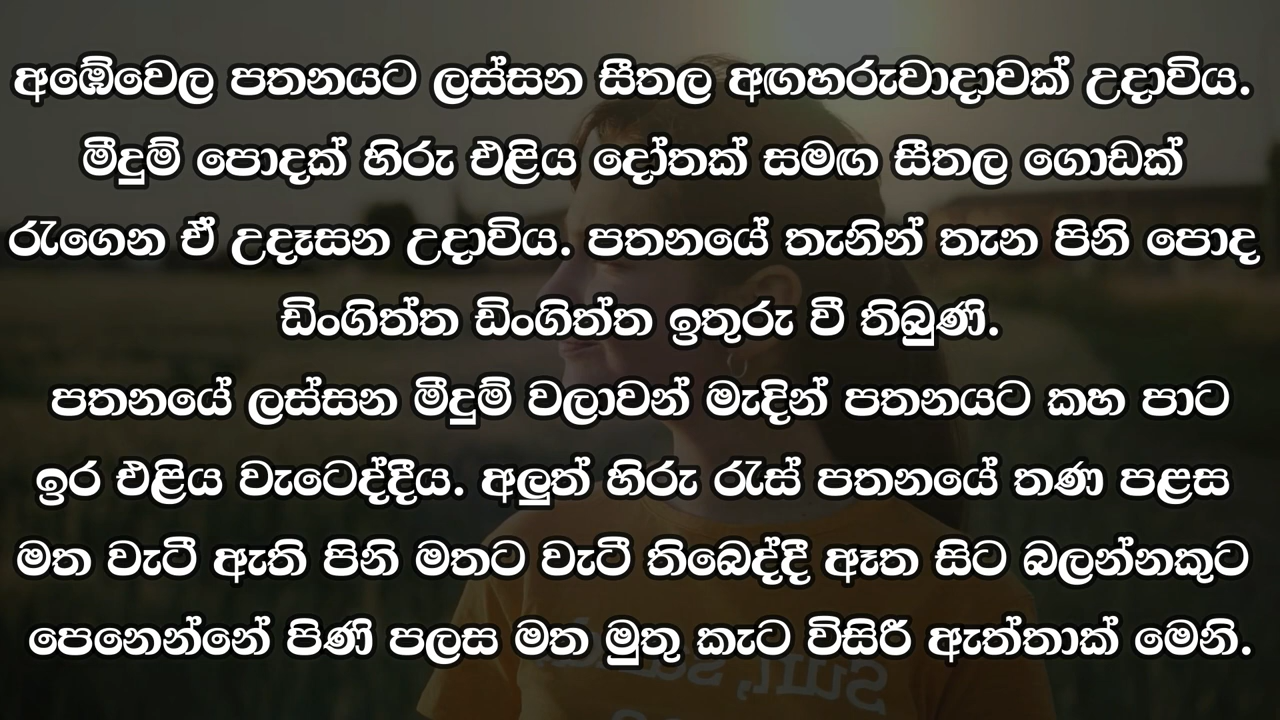 අඹේවෙල පතනයට ලස්සන සීතල අඟහරුවාදාවක් උදාවිය.
මීදුම් පොදක් හිරු එළිය දෝතක් සමඟ සීතල ගොඩක්
රැගෙන ඒ උදෑසන උදාවිය. පතනයේ තැනින් තැන පිනි පොද
ඩිංගිත්ත ඩිංගිත්ත ඉතුරු වී තිබුණි.
පතනයේ ලස්සන මීදුම් වලාවන් මැදින් පතනයට කහ පාට
ඉර එළිය වැටෙද්දීය. අලුත් හිරු රැස් පතනයේ තණ පළස
මත වැටී ඇති පිනි මතට වැටී තිබෙද්දී ඈත සිට බලන්නකුට
පෙනෙන්නේ පිණි පලස මත මුතු කැට විසිරී ඇත්තාක් මෙනි.